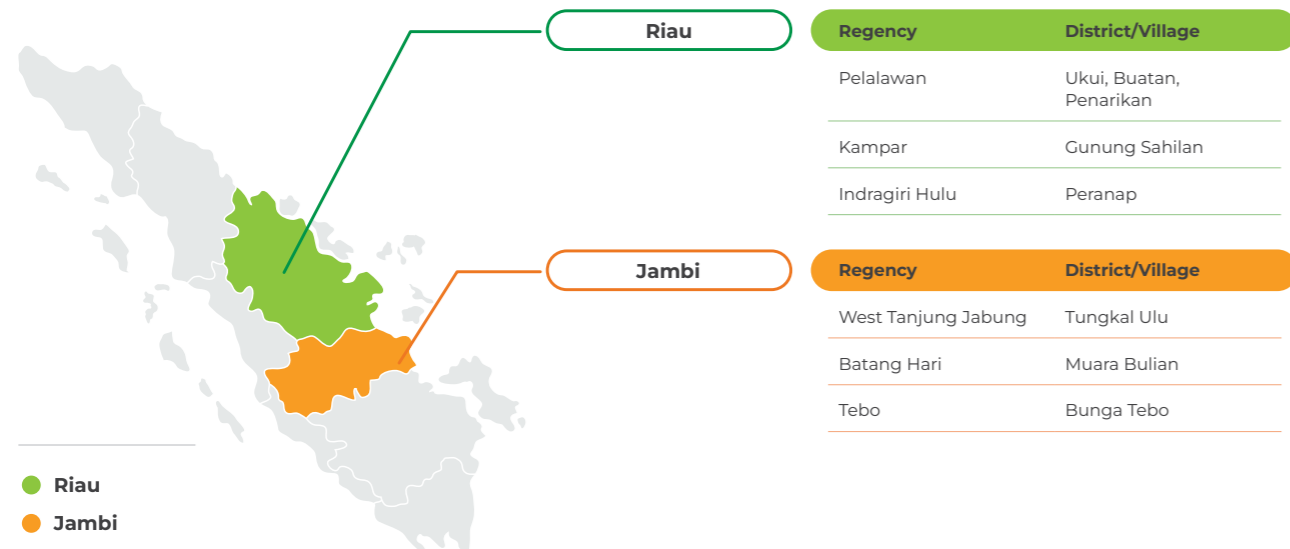 Riau
Regency District/Village
Pelalawan Ukui, Buatan,
Penarikan
Kampar Gunung Sahilan
Indragiri Hulu Peranap
Jambi
Regency District/Village
West Tanjung Jabung Tungkal Ulu
Batang Hari Muara Bulian
Tebo Bunga Tebo
Riau
Jambi